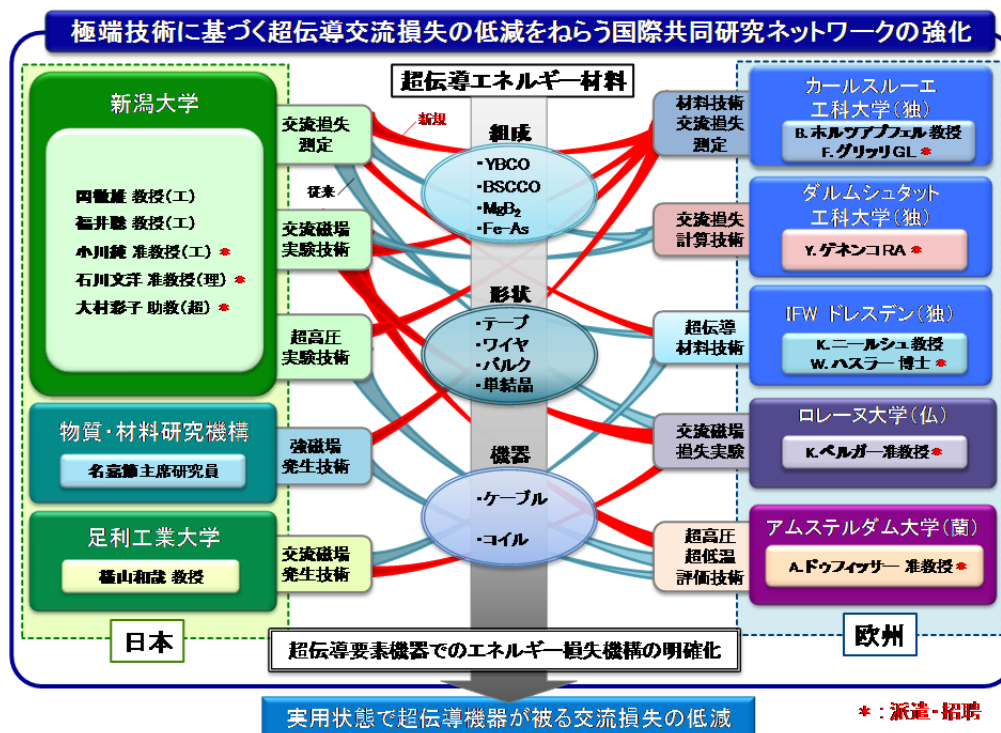 極端技術に基づく超伝導交流損失の低減をねらう国際共同研究ネットワークの強化
新潟大学
岡徹雄 教授(工)
福井聡 教授(工)
小川純 准教授(工) *
石川文洋 准教授(理) *
大村彩子 助教(超) *
物質・材料研究機構
名嘉節主席研究員
足利工業大学
横山和哉 教授
日本
交流損失
測定
交流磁場
実験技術
超高圧
実験技術
強磁場
発生技術
交流磁場
発生技術
新規
従来
超伝導エネルギー材料
組成
・YBCO
・BSCCO
・MgB₂
・Fe-As
形状
・テープ
・ワイヤ
・バルク
・単結晶
機器
・ケーブル
・コイル
材料技術
交流損失
測定
交流損失
計算技術
超伝導
材料技術
交流磁場
損失実験
超高圧
超低温
評価技術
カールスルーエ
工科大学(独)
B.ホルツアプフェル教授
F.グリッリGL *
ダルムシュタット
工科大学(独)
Y.ゲネンコRA *
IFW ドレスデン(独)
K.ニールシュ教授
W.ハスラー 博士 *
ロレーヌ大学(仏)
K.ベルガー准教授 *
アムステルダム大学(蘭)
A.ドゥフィッサー 准教授 *
欧州
超伝導要素機器でのエネルギー損失機構の明確化
実用状態で超伝導機器が被る交流損失の低減
*:派遣・招聘